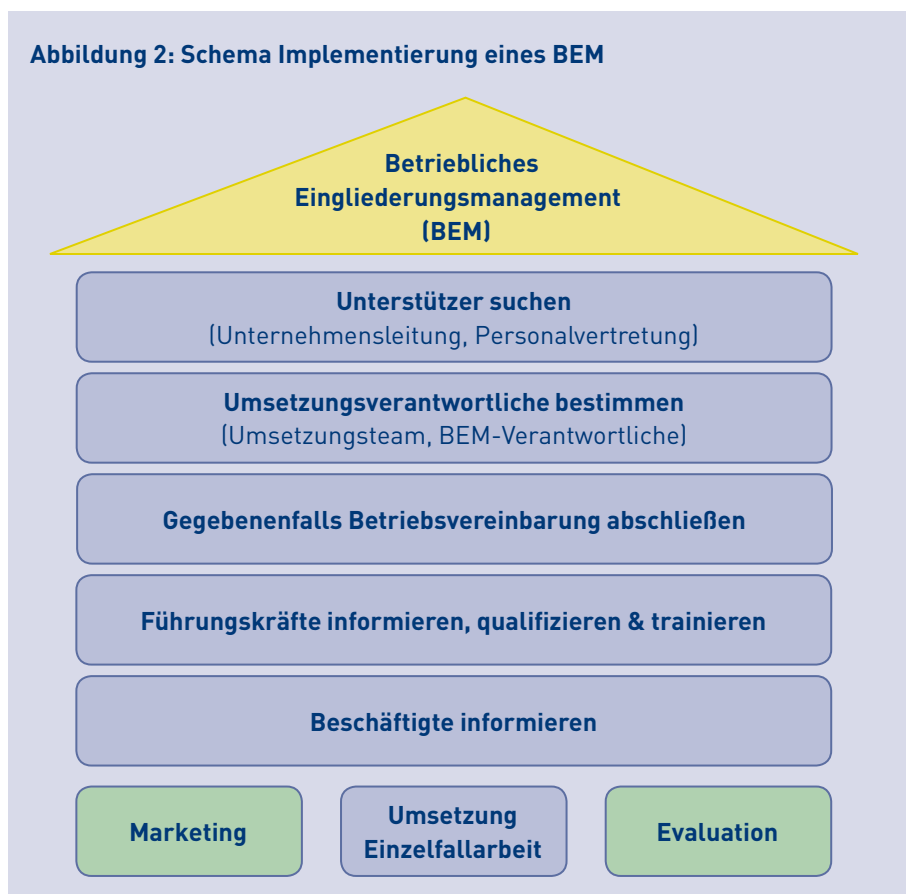 Abbildung 2: Schema Implementierung eines BEM
Betriebliches
Eingliederungsmanagement
(BEM)
Unterstützer suchen
(Unternehmensleitung, Personalvertretung)
Umsetzungsverantwortliche bestimmen
(Umsetzungsteam, BEM-Verantwortliche)
Gegebenenfalls Betriebsvereinbarung abschließen
Führungskräfte informieren, qualifizieren & trainieren
Beschäftigte informieren
Marketing
Umsetzung
Einzelfallarbeit
Evaluation